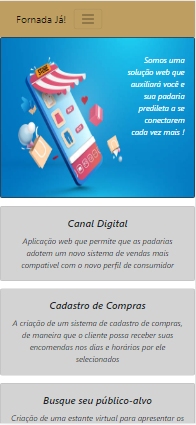 Fornada Já!
Somos uma
solução web que
auxiliará você e
sua padaria
predileta a se
conectarem
cada vez mais !
Canal Digital
Aplicação web que permite que as padarias
adotem um novo sistema de vendas mais
compatível com o novo perfil de consumidor
Cadastro de Compras
A criação de um sistema de cadastro de compras,
de maneira que o cliente possa receber suas
encomendas nos dias e horários por ele
selecionados
Busque seu público-alvo
Criação de uma estante virtual para apresentar os